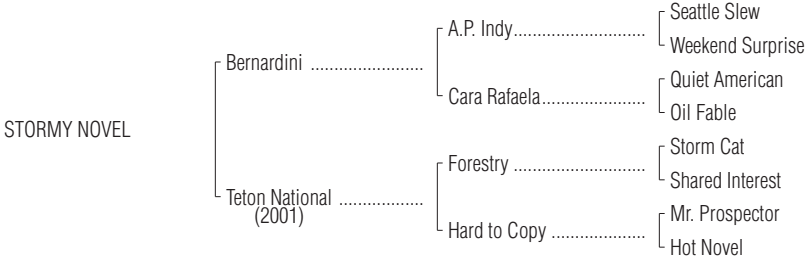 Seattle Slew
A.P. Indy..............................
Weekend Surprise
Bernardini .........................
Quiet American
Cara Rafaela.......................
Oil Fable
STORMY NOVEL
Storm Cat
Forestry ..............................
Shared Interest
Teton National ...................
(2001)
Mr. Prospector
Hard to Copy .....................
Hot Novel